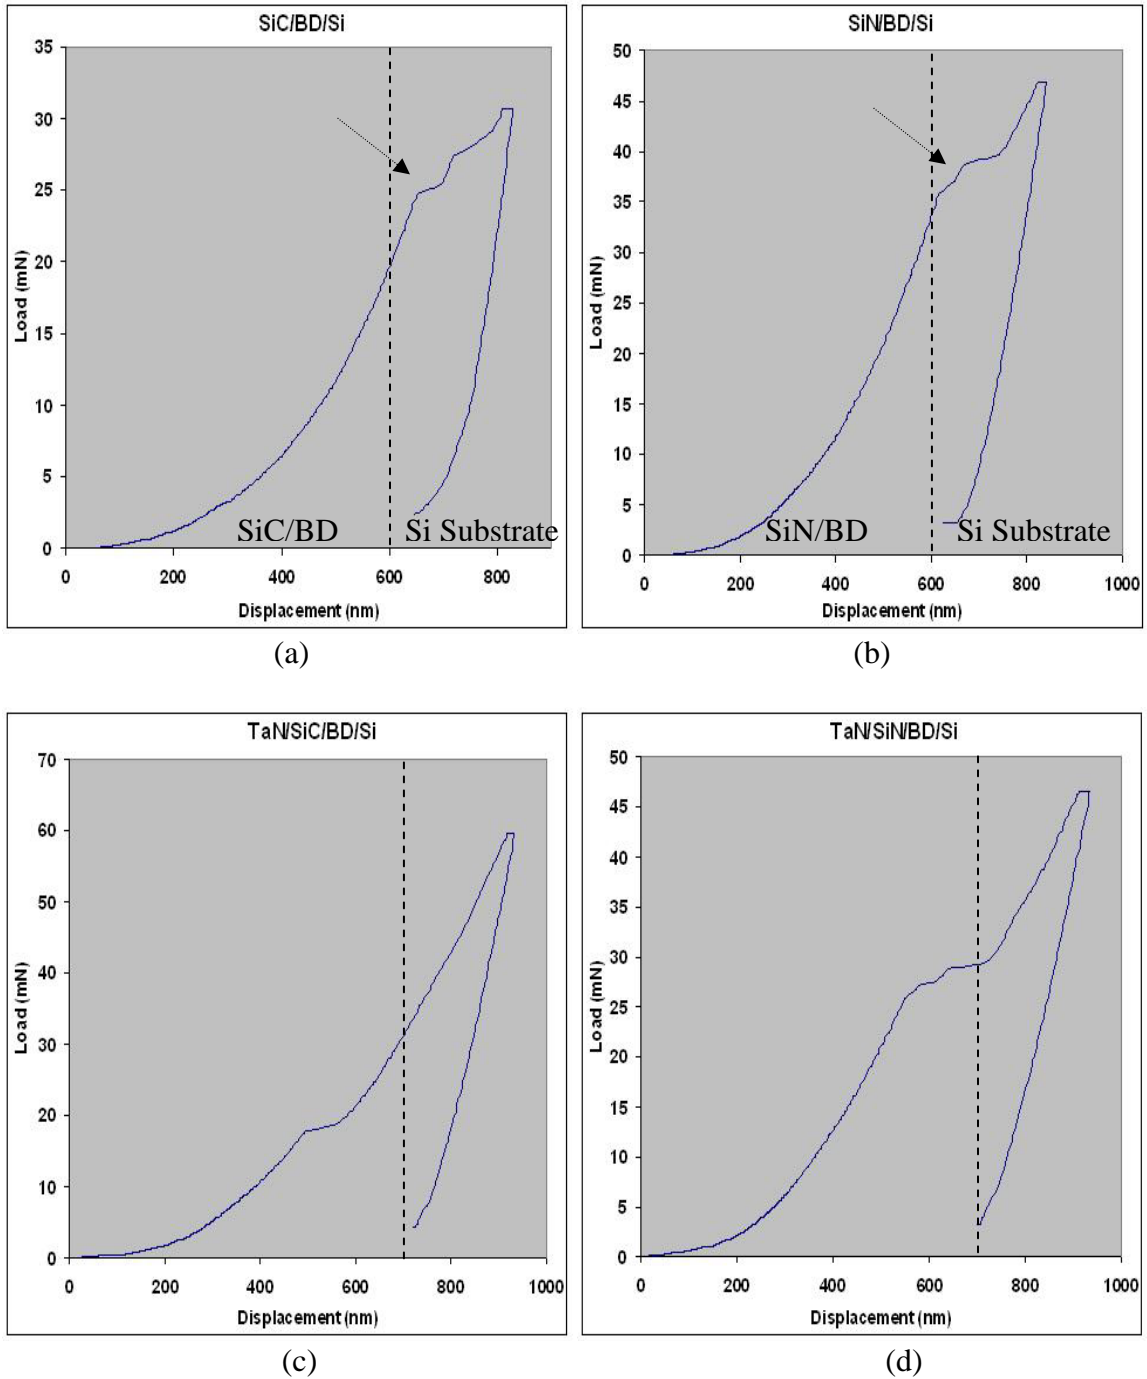 SiC/BD/Si
35
30
25
20
15
10
5
0
Load (mN)
SiC/BD
Si Substrate
0 200 400 600 800
Displacement (nm)
(a)
SiN/BD/Si
50
45
40
35
30
25
20
15
10
5
0
Load (mN)
SiN/BD
Si Substrate
0 200 400 600 800 1000
Displacement (nm)
(b)
TaN/SiC/BD/Si
70
60
50
40
30
20
10
0
Load (mN)
0 200 400 600 800 1000
Displacement (nm)
(c)
TaN/SiN/BD/Si
50
45
40
35
30
25
20
15
10
5
0
Load (mN)
0 200 400 600 800 1000
Displacement (nm)
(d)